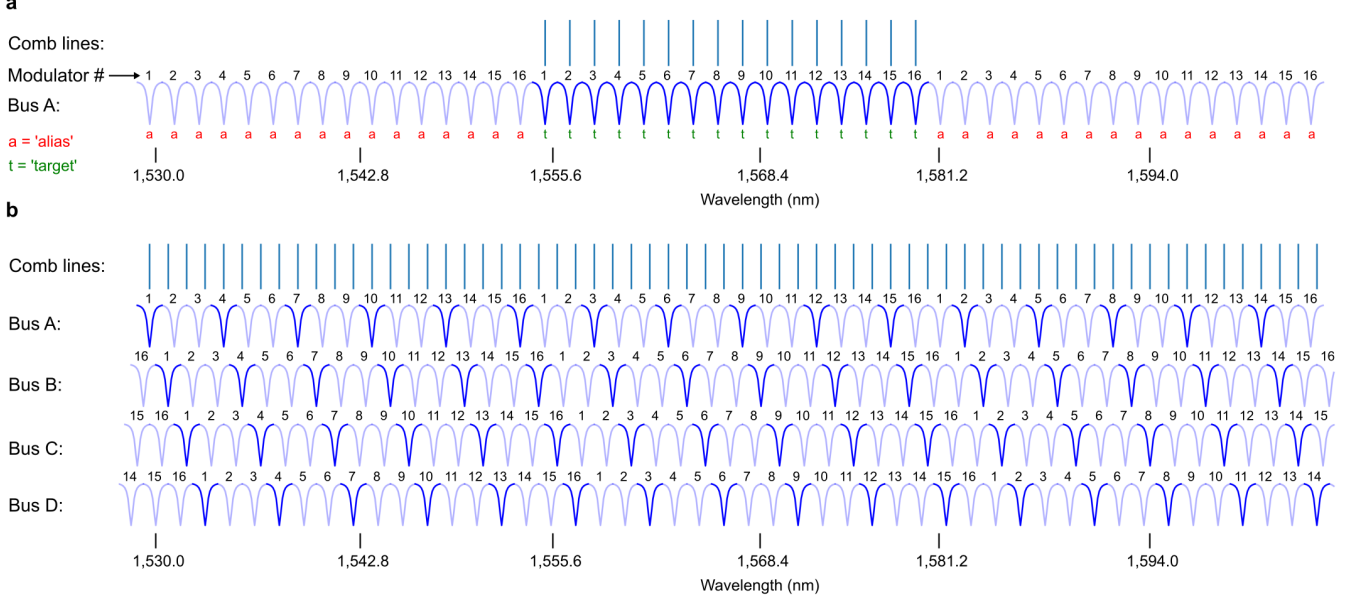 a
Comb lines:
Modulator # 1 2 3 4 5 6 7 8 9 10 11 12 13 14 15 16 1 2 3 4 5 6 7 8 9 10 11 12 13 14 15 16 1 2 3 4 5 6 7 8 9 10 11 12 13 14 15 16
Bus A:
a = 'alias' a a a a a a a a a a a a a a a a t t t t t t t t t t t t t t t t a a a a a a a a a a a a a a a a
t = 'target'
1,530.0 1,542.8 1,555.6 1,568.4 1,581.2 1,594.0
Wavelength (nm)
b
Comb lines:
1 2 3 4 5 6 7 8 9 10 11 12 13 14 15 16 1 2 3 4 5 6 7 8 9 10 11 12 13 14 15 16 1 2 3 4 5 6 7 8 9 10 11 12 13 14 15 16
Bus A:
16 1 2 3 4 5 6 7 8 9 10 11 12 13 14 15 16 1 2 3 4 5 6 7 8 9 10 11 12 13 14 15 16 1 2 3 4 5 6 7 8 9 10 11 12 13 14 15 16
Bus B:
15 16 1 2 3 4 5 6 7 8 9 10 11 12 13 14 15 16 1 2 3 4 5 6 7 8 9 10 11 12 13 14 15 16 1 2 3 4 5 6 7 8 9 10 11 12 13 14 15
Bus C:
14 15 16 1 2 3 4 5 6 7 8 9 10 11 12 13 14 15 16 1 2 3 4 5 6 7 8 9 10 11 12 13 14 15 16 1 2 3 4 5 6 7 8 9 10 11 12 13 14
Bus D:
1,530.0 1,542.8 1,555.6 1,568.4 1,581.2 1,594.0
Wavelength (nm)